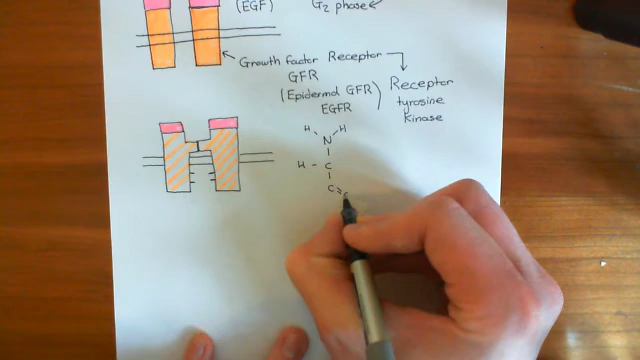 (EGF)
G₂ phase
Growth Factor Receptor
GFR
(Epidermal GFR)
EGFR
Receptor
tyrosine
Kinase
H H
N
H - C
C